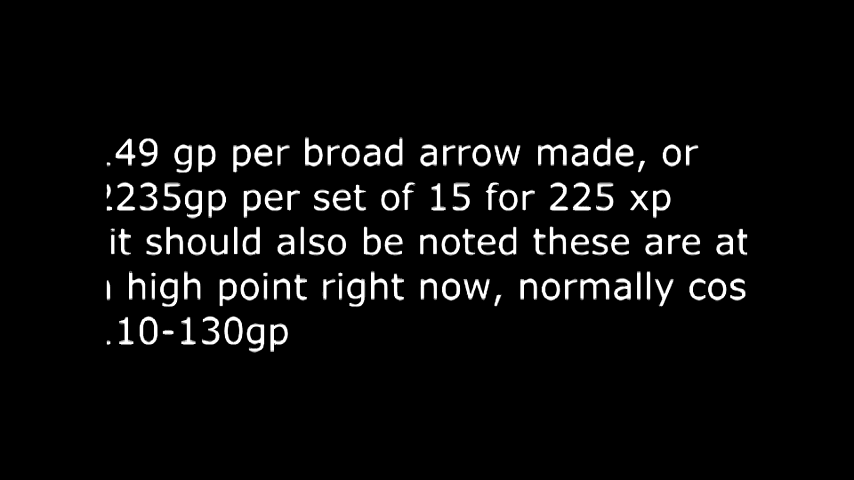 .49 gp per broad arrow made, or
2235gp per set of 15 for 225 xp
it should also be noted these are at
high point right now, normally cos
.10-130gp